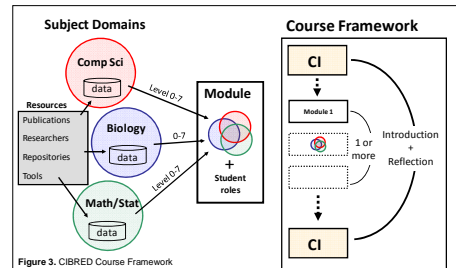 Subject Domains
Comp Sci
data
Level 0-7
Resources
Publications
Researchers
Repositories
Tools
Biology
data
0-7
Math/Stat
data
Level 0-7
Module
+
Student
roles
Figure 3. CIBRED Course Framework
Course Framework
CI
Module 1
1 or
more
Introduction
+
Reflection
CI